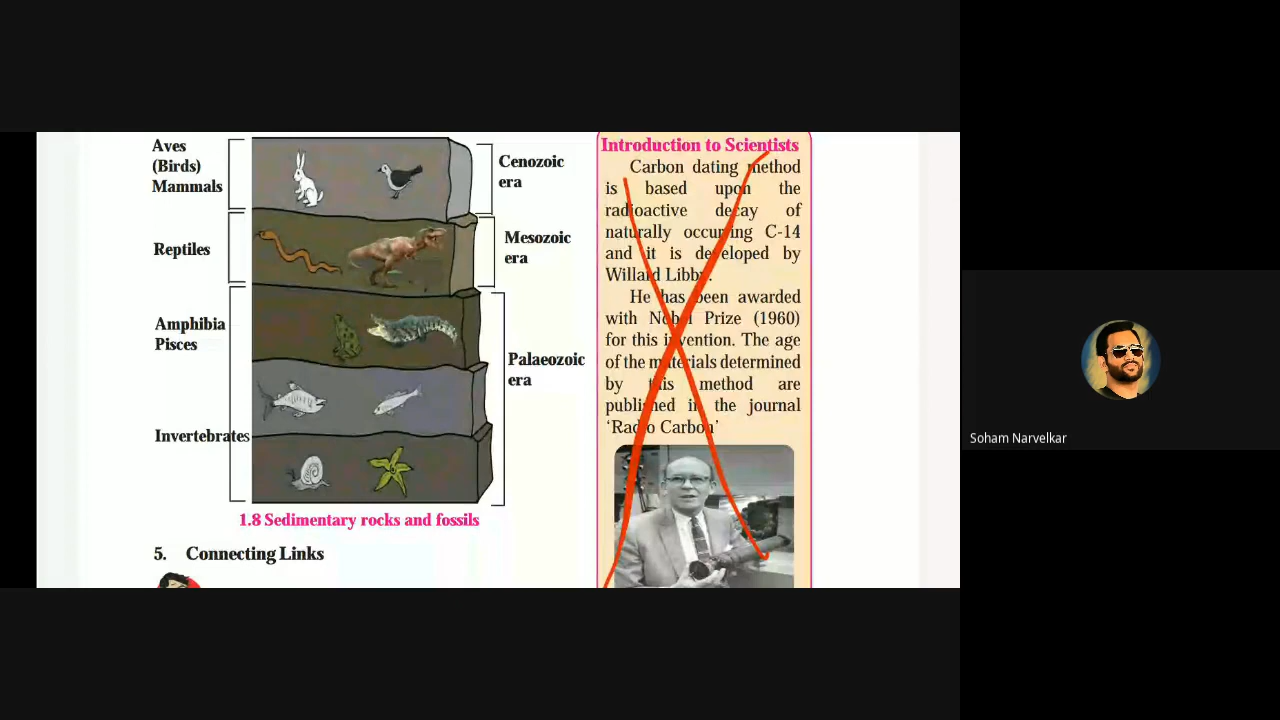 Aves
(Birds)
Mammals
Reptiles
Amphibia
Pisces
Invertebrates
Cenozoic
era
Mesozoic
era
Palaeozoic
era
1.8 Sedimentary rocks and fossils
5. Connecting Links
Introduction to Scientists
Carbon dating method
is based upon the
radioactive decay of
naturally occurring C-14
and it is developed by
Willard Libby.
He has been awarded
with Nobel Prize (1960)
for this invention. The age
of the materials determined
by this method are
published in the journal
‘Radio Carbon’
Soham Narvelkar